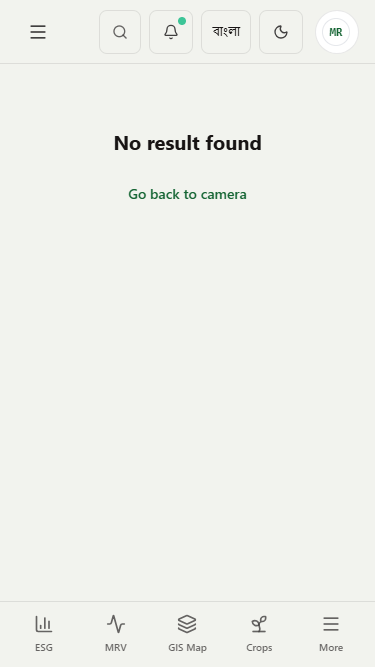 বাংলা
MR
No result found
Go back to camera
ESG
MRV
GIS Map
Crops
More